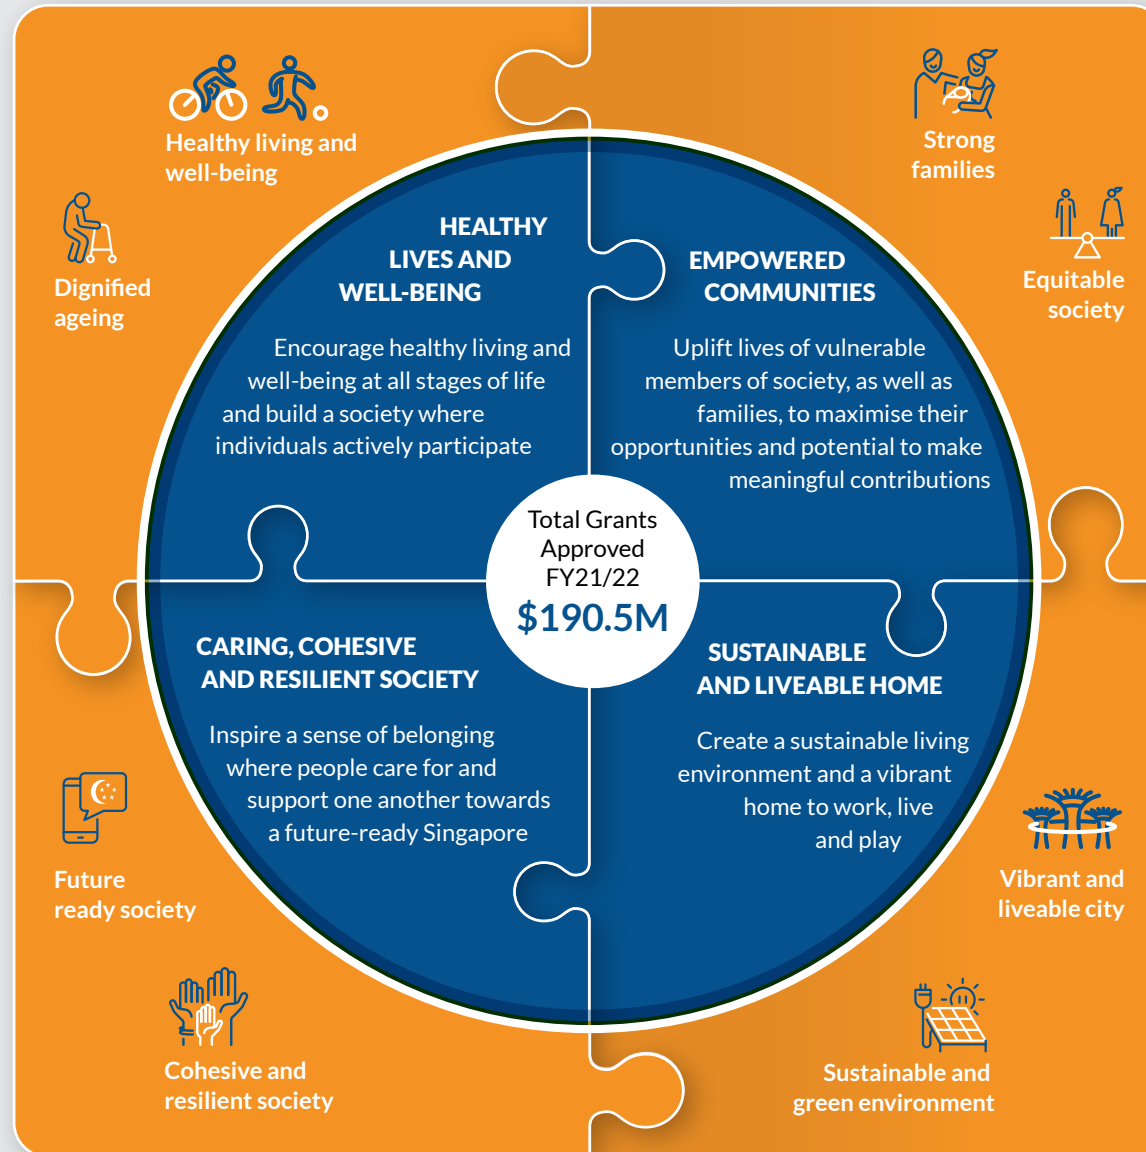 Healthy living and
well-being
Dignified
ageing
Strong
families
Equitable
society
HEALTHY
LIVES AND
WELL-BEING
Encourage healthy living and
well-being at all stages of life
and build a society where
individuals actively participate
EMPOWERED
COMMUNITIES
Uplift lives of vulnerable
members of society, as well as
families, to maximise their
opportunities and potential to make
meaningful contributions
Total Grants
Approved
FY21/22
$190.5M
CARING, COHESIVE
AND RESILIENT SOCIETY
Inspire a sense of belonging
where people care for and
support one another towards
a future-ready Singapore
SUSTAINABLE
AND LIVEABLE HOME
Create a sustainable living
environment and a vibrant
home to work, live
and play
Future
ready society
Cohesive and
resilient society
Vibrant and
liveable city
Sustainable and
green environment